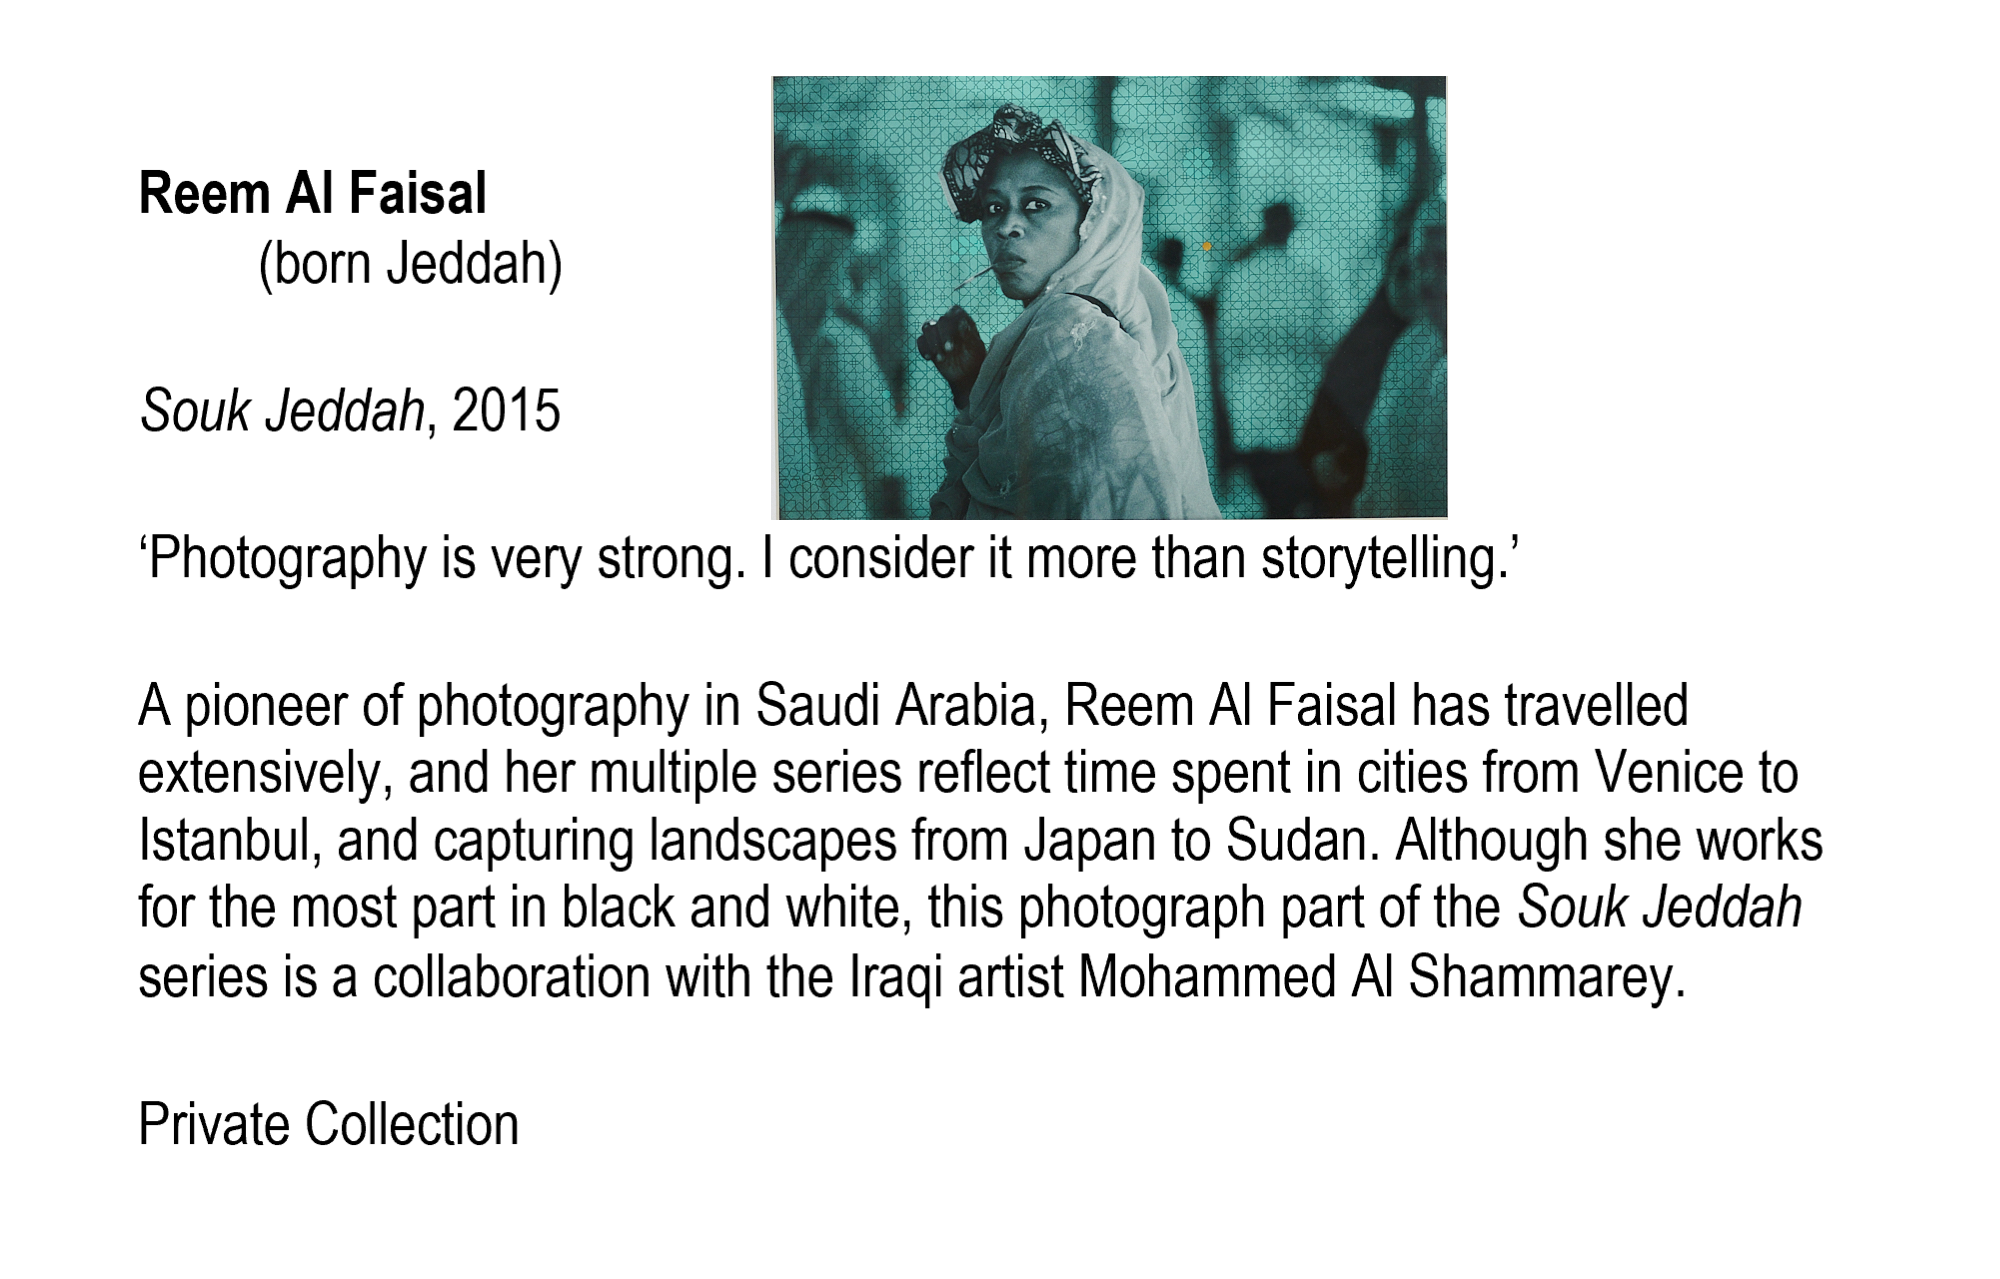 Reem Al Faisal
(born Jeddah)
Souk Jeddah, 2015
‘Photography is very strong. I consider it more than storytelling.’
A pioneer of photography in Saudi Arabia, Reem Al Faisal has travelled
extensively, and her multiple series reflect time spent in cities from Venice to
Istanbul, and capturing landscapes from Japan to Sudan. Although she works
for the most part in black and white, this photograph part of the Souk Jeddah
series is a collaboration with the Iraqi artist Mohammed Al Shammarey.
Private Collection